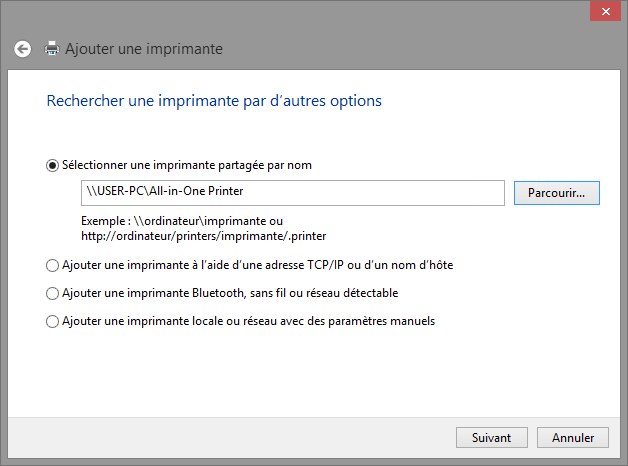 Ajouter une imprimante
Rechercher une imprimante par d’autres options
Sélectionner une imprimante partagée par nom
\\USER-PC\All-in-One Printer
Parcourir...
Exemple : \\ordinateur\imprimante ou
http://ordinateur/printers/imprimante/.printer
Ajouter une imprimante à l’aide d’une adresse TCP/IP ou d’un nom d’hôte
Ajouter une imprimante Bluetooth, sans fil ou réseau détectable
Ajouter une imprimante locale ou réseau avec des paramètres manuels
Suivant
Annuler